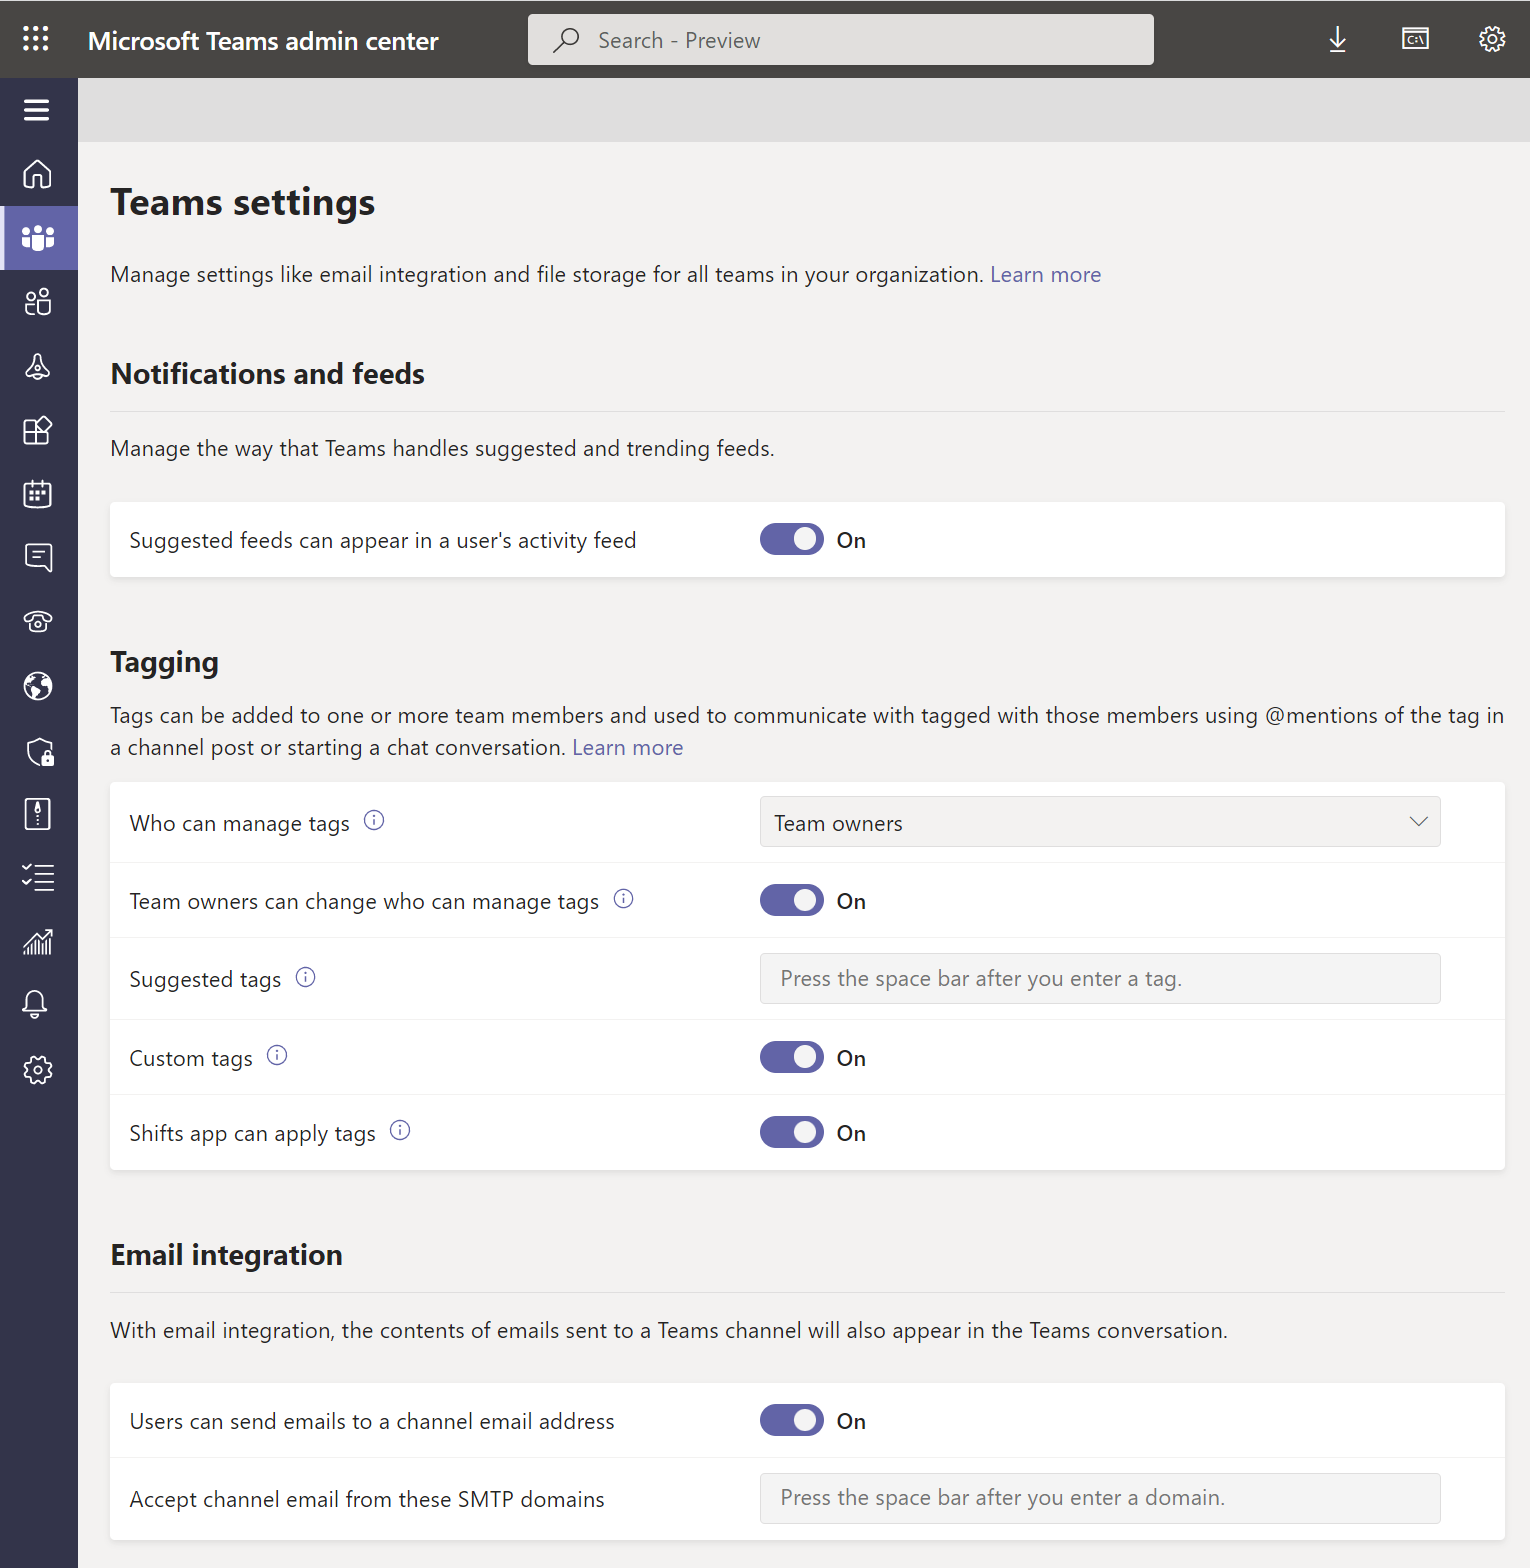 Microsoft Teams admin center
Search - Preview
C:\
Teams settings
Manage settings like email integration and file storage for all teams in your organization. Learn more
Notifications and feeds
Manage the way that Teams handles suggested and trending feeds.
Suggested feeds can appear in a user's activity feed On
Tagging
Tags can be added to one or more team members and used to communicate with tagged with those members using @mentions of the tag in
a channel post or starting a chat conversation. Learn more
Who can manage tags Team owners
Team owners can change who can manage tags On
Suggested tags Press the space bar after you enter a tag.
Custom tags On
Shifts app can apply tags On
Email integration
With email integration, the contents of emails sent to a Teams channel will also appear in the Teams conversation.
Users can send emails to a channel email address On
Accept channel email from these SMTP domains Press the space bar after you enter a domain.